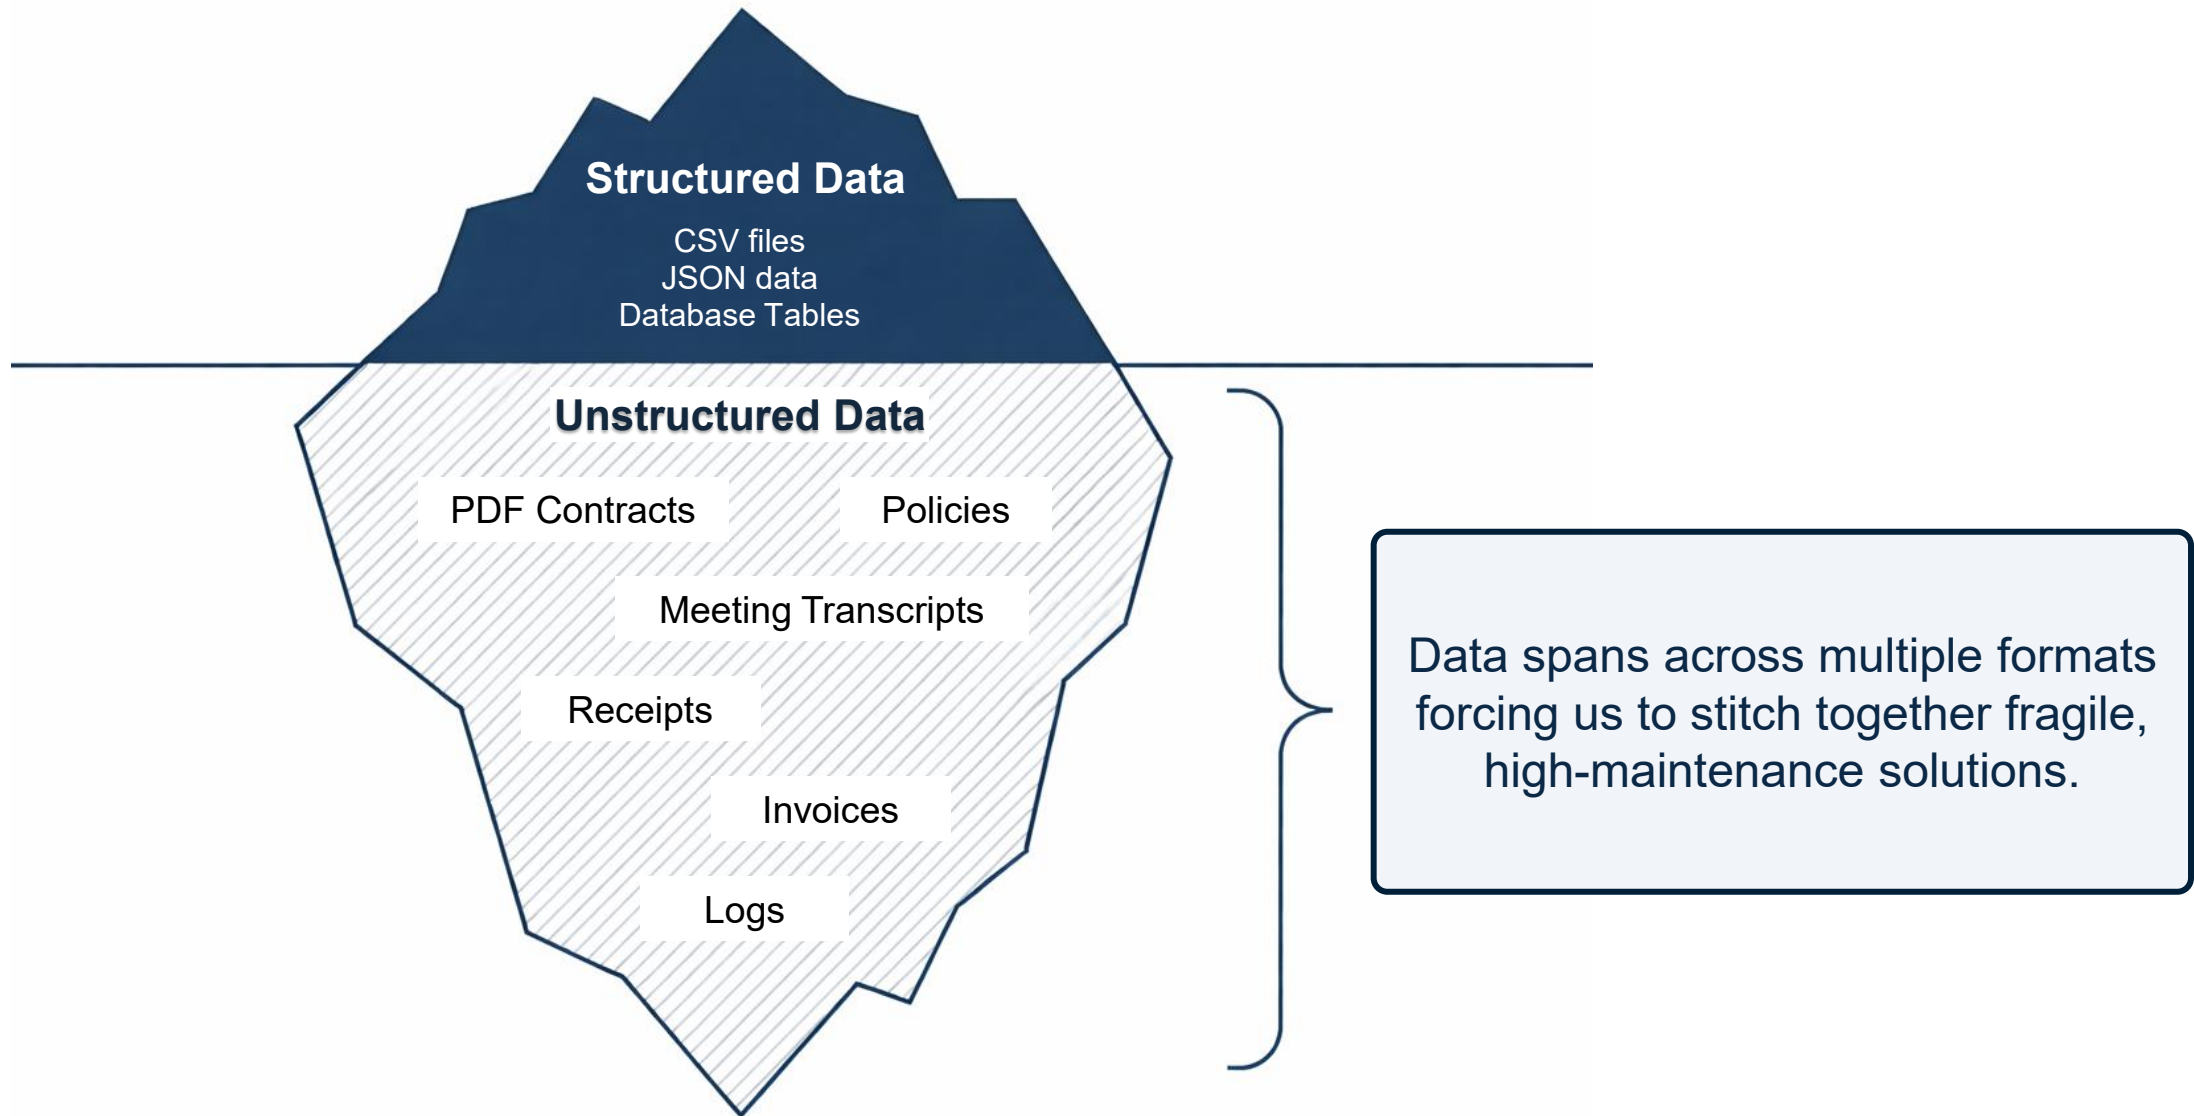 Structured Data
CSV files
JSON data
Database Tables
Unstructured Data
PDF Contracts
Policies
Meeting Transcripts
Receipts
Invoices
Logs
Data spans across multiple formats
forcing us to stitch together fragile,
high-maintenance solutions.